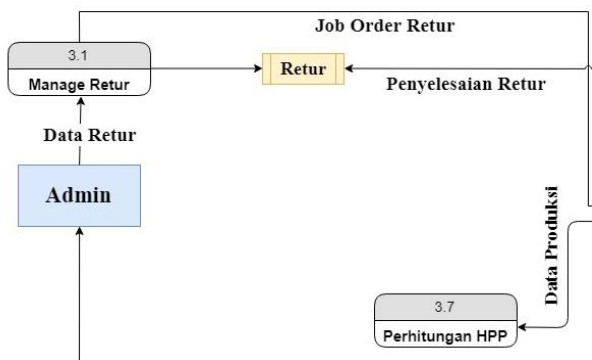 Job Order Retur
3.1
Manage Retur
Retur
Penyelesaian Retur
Data Retur
Admin
Data Produksi
3.7
Perhitungan HPP